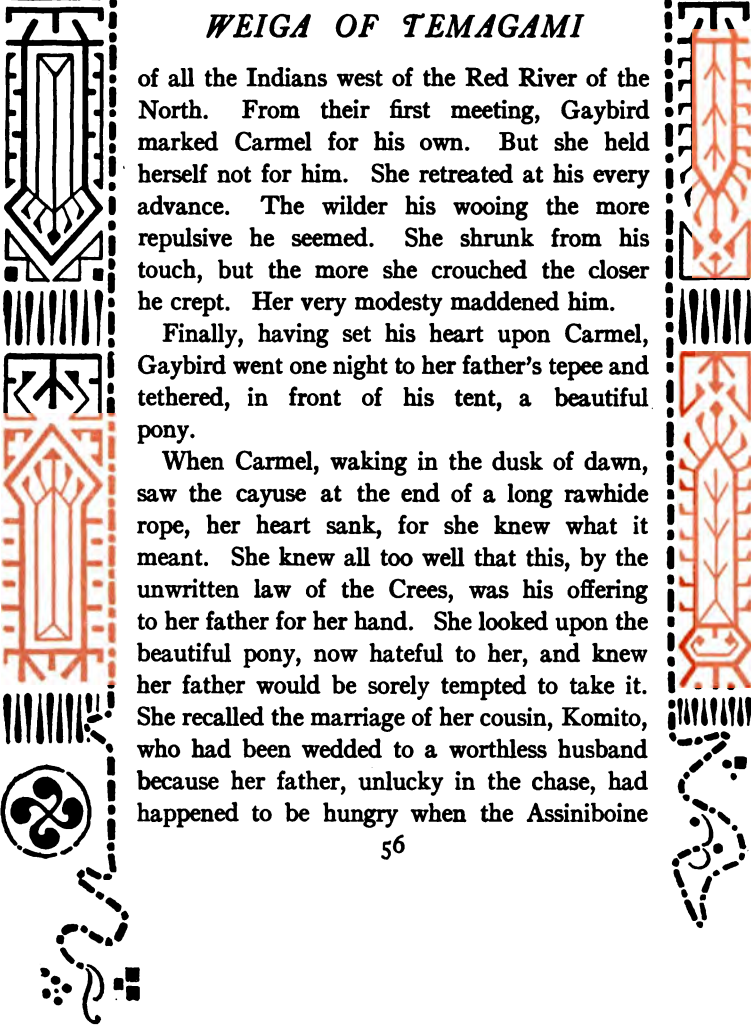 WEIGA OF TEMAGAMI
of all the Indians west of the Red River of the
North. From their first meeting, Gaybird
marked Carmel for his own. But she held
herself not for him. She retreated at his every
advance. The wilder his wooing the more
repulsive he seemed. She shrunk from his
touch, but the more she crouched the closer
he crept. Her very modesty maddened him.
Finally, having set his heart upon Carmel,
Gaybird went one night to her father's tepee and
tethered, in front of his tent, a beautiful
pony.
When Carmel, waking in the dusk of dawn,
saw the cayuse at the end of a long rawhide
rope, her heart sank, for she knew what it
meant. She knew all too well that this, by the
unwritten law of the Crees, was his offering
to her father for her hand. She looked upon the
beautiful pony, now hateful to her, and knew
her father would be sorely tempted to take it.
She recalled the marriage of her cousin, Komito,
who had been wedded to a worthless husband
because her father, unlucky in the chase, had
happened to be hungry when the Assiniboine
56